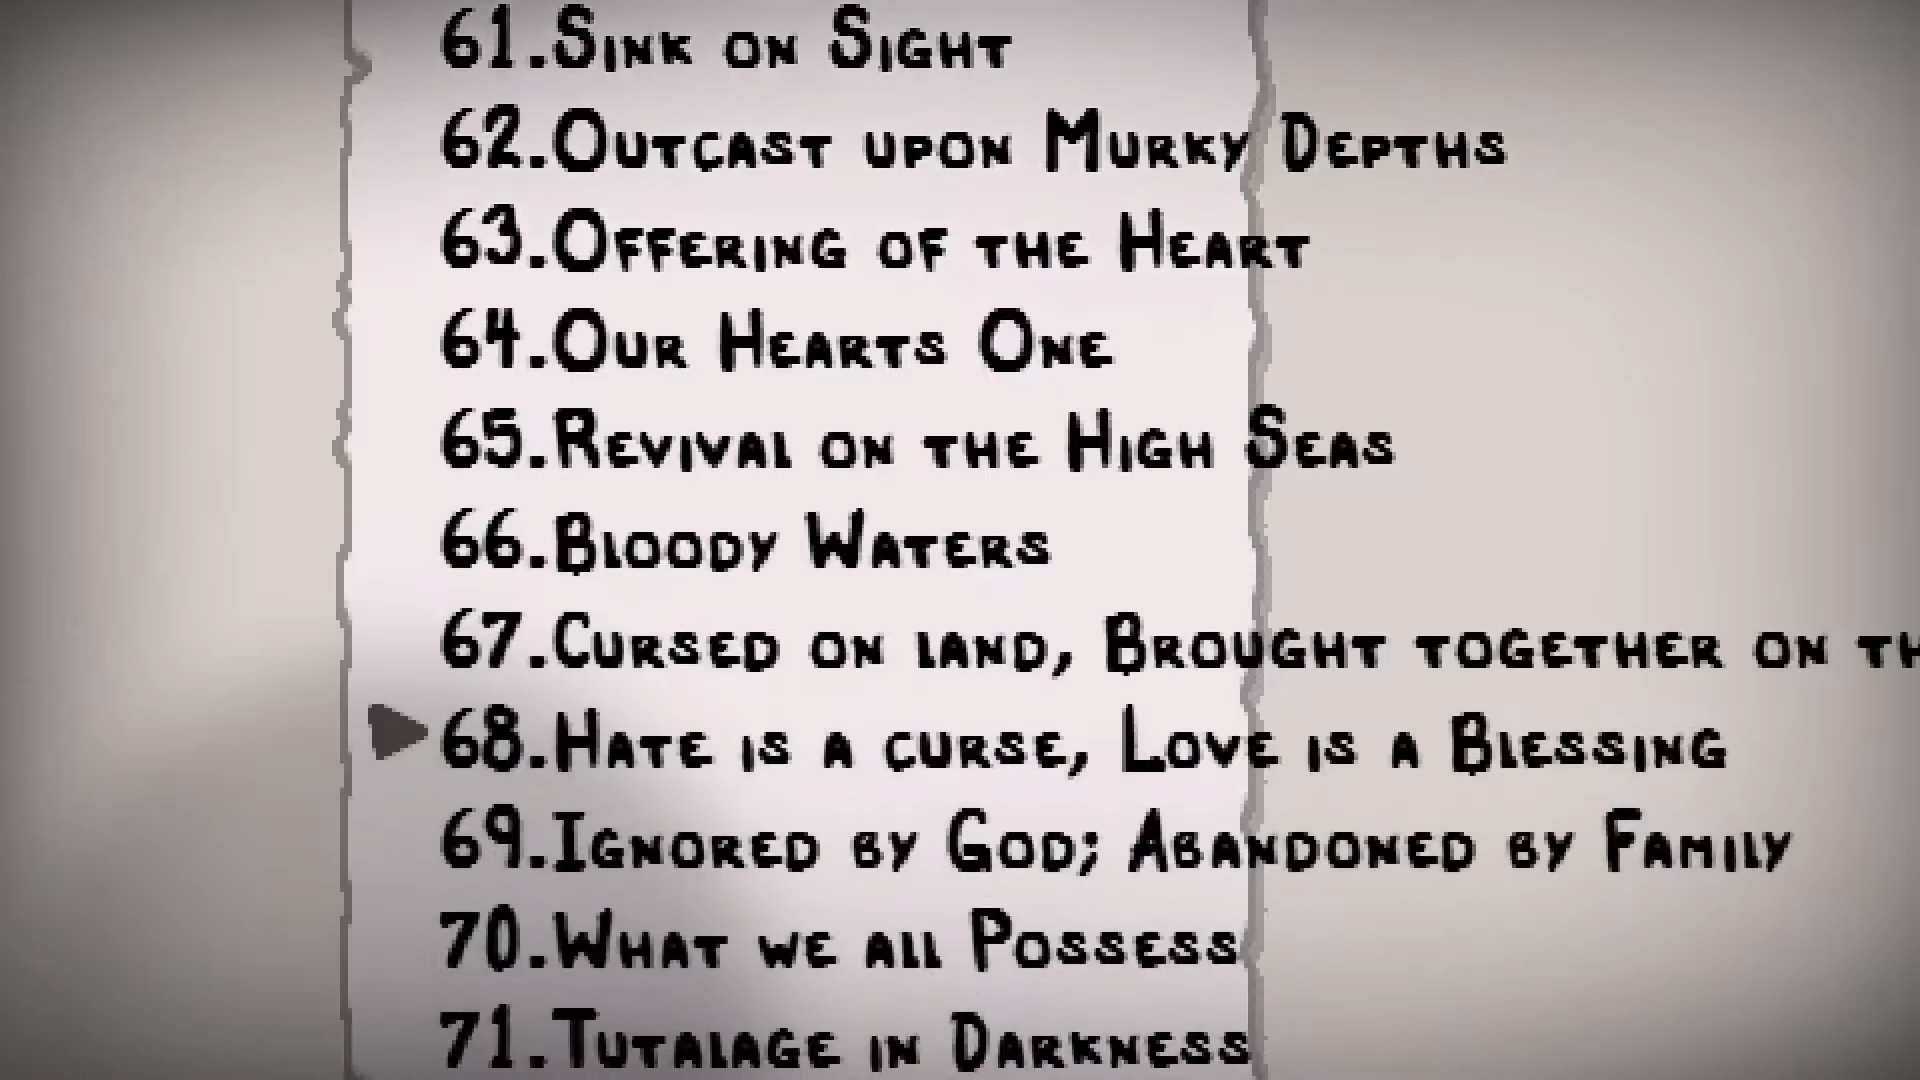 61.Sink on Sight
62.Outcast upon Murky Depths
63.Offering of the Heart
64.Our Hearts One
65.Revival on the High Seas
66.Bloody Waters
67.Cursed on land, Brought together on
68.Hate is a curse, Love is a Blessing
69.Ignored by God; Abandoned by Family
70.What we all Possess
71.Tutalage in Darkness